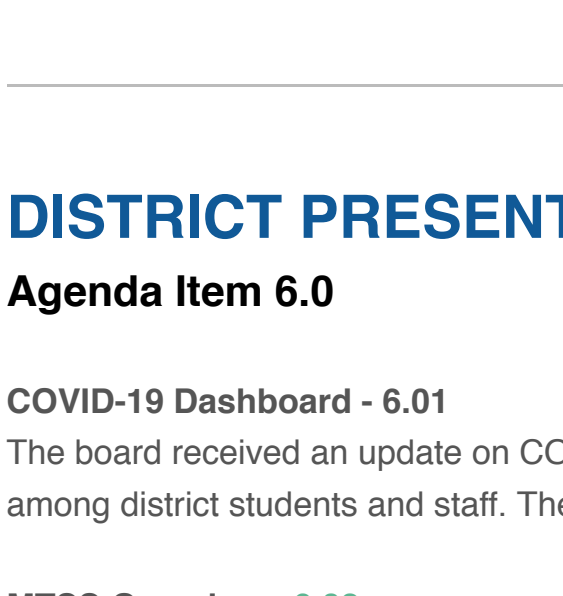 DISTRICT PRESENT
Agenda Item 6.0
COVID-19 Dashboard - 6.01
The board received an update on CO
among district students and staff. The